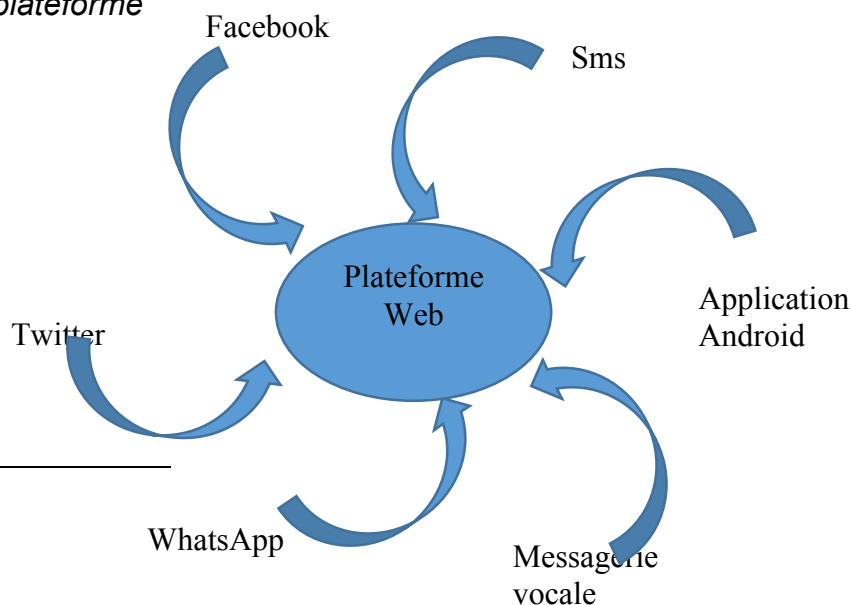 plateforme
Facebook
Sms
Plateforme
Web
Application
Android
Twitter
WhatsApp
Messagerie
vocale